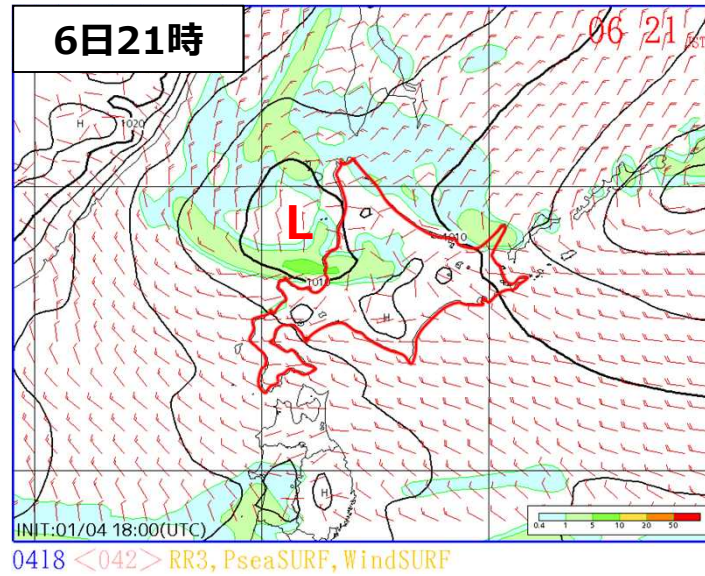 6日21時
06 21 JST
H
1020
L
1010
1010
H
H
INIT:01/04 18:00(UTC)
0.4 1 5 10 20 50
0418 <042> RR3,PseaSURF,WindSURF